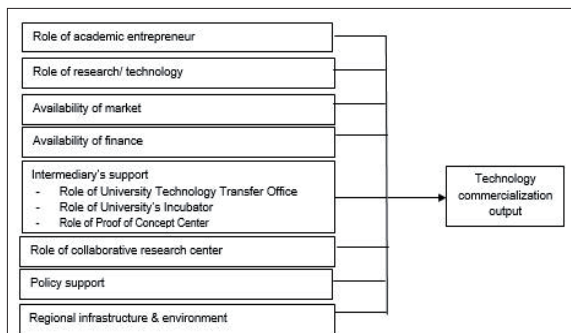 Role of academic entrepreneur
Role of research/ technology
Availability of market
Availability of finance
Intermediary's support
- Role of University Technology Transfer Office
- Role of University's Incubator
- Role of Proof of Concept Center
Role of collaborative research center
Policy support
Regional infrastructure & environment
Technology
commercialization
output